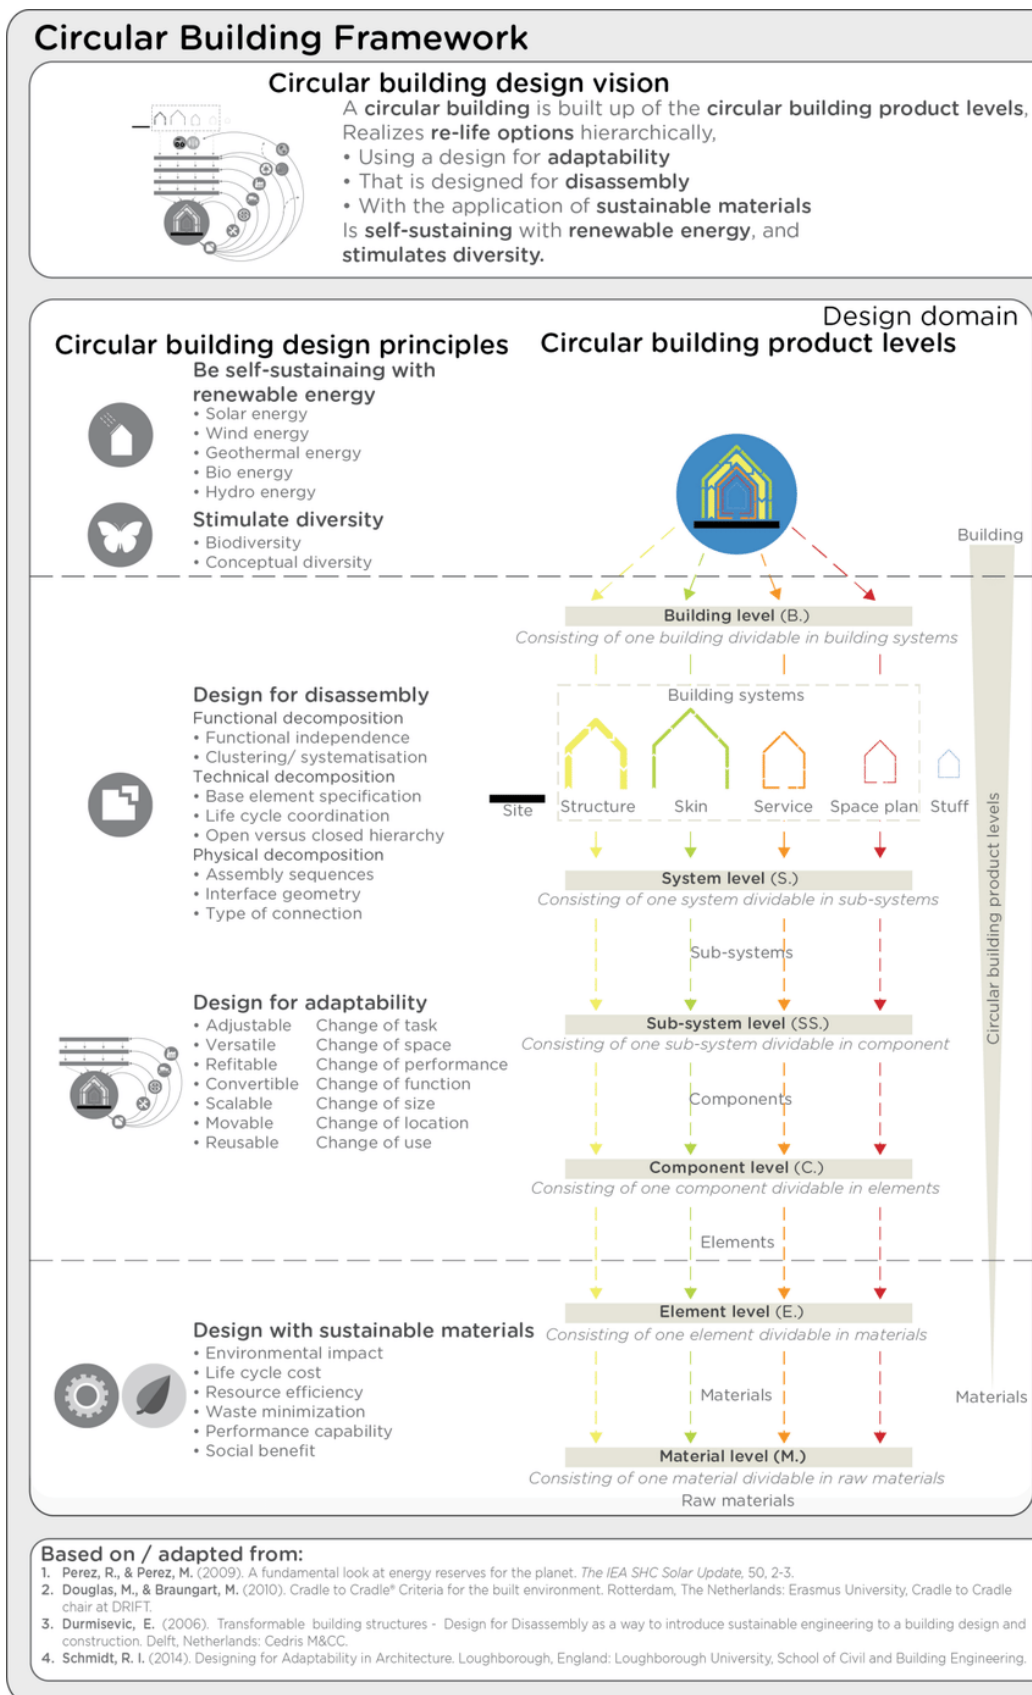 Circular Building Framework
Circular building design vision
A circular building is built up of the circular building product levels,
Realizes re-life options hierarchically,
• Using a design for adaptability
• That is designed for disassembly
• With the application of sustainable materials
Is self-sustaining with renewable energy, and
stimulates diversity.
Design domain
Circular building design principles
Circular building product levels
Be self-sustainaing with
renewable energy
• Solar energy
• Wind energy
• Geothermal energy
• Bio energy
• Hydro energy
Stimulate diversity
• Biodiversity
• Conceptual diversity
Design for disassembly
Functional decomposition
• Functional independence
• Clustering/ systematisation
Technical decomposition
• Base element specification
• Life cycle coordination
• Open versus closed hierarchy
Physical decomposition
• Assembly sequences
• Interface geometry
• Type of connection
Design for adaptability
• Adjustable Change of task
• Versatile Change of space
• Refitable Change of performance
• Convertible Change of function
• Scalable Change of size
• Movable Change of location
• Reusable Change of use
Design with sustainable materials
• Environmental impact
• Life cycle cost
• Resource efficiency
• Waste minimization
• Performance capability
• Social benefit
Building
Building level (B.)
Consisting of one building dividable in building systems
Building systems
Site
Structure
Skin
Service
Space plan
Stuff
System level (S.)
Consisting of one system dividable in sub-systems
Sub-systems
Sub-system level (SS.)
Consisting of one sub-system dividable in component
Components
Component level (C.)
Consisting of one component dividable in elements
Elements
Element level (E.)
Consisting of one element dividable in materials
Materials
Material level (M.)
Consisting of one material dividable in raw materials
Raw materials
Circular building product levels
Materials
Based on / adapted from:
1. Perez, R., & Perez, M. (2009). A fundamental look at energy reserves for the planet. The IEA SHC Solar Update, 50, 2-3.
2. Douglas, M., & Braungart, M. (2010). Cradle to Cradle® Criteria for the built environment. Rotterdam, The Netherlands: Erasmus University, Cradle to Cradle
chair at DRIFT.
3. Durmisevic, E. (2006). Transformable building structures - Design for Disassembly as a way to introduce sustainable engineering to a building design and
construction. Delft, Netherlands: Cedris M&CC.
4. Schmidt, R. I. (2014). Designing for Adaptability in Architecture. Loughborough, England: Loughborough University, School of Civil and Building Engineering.